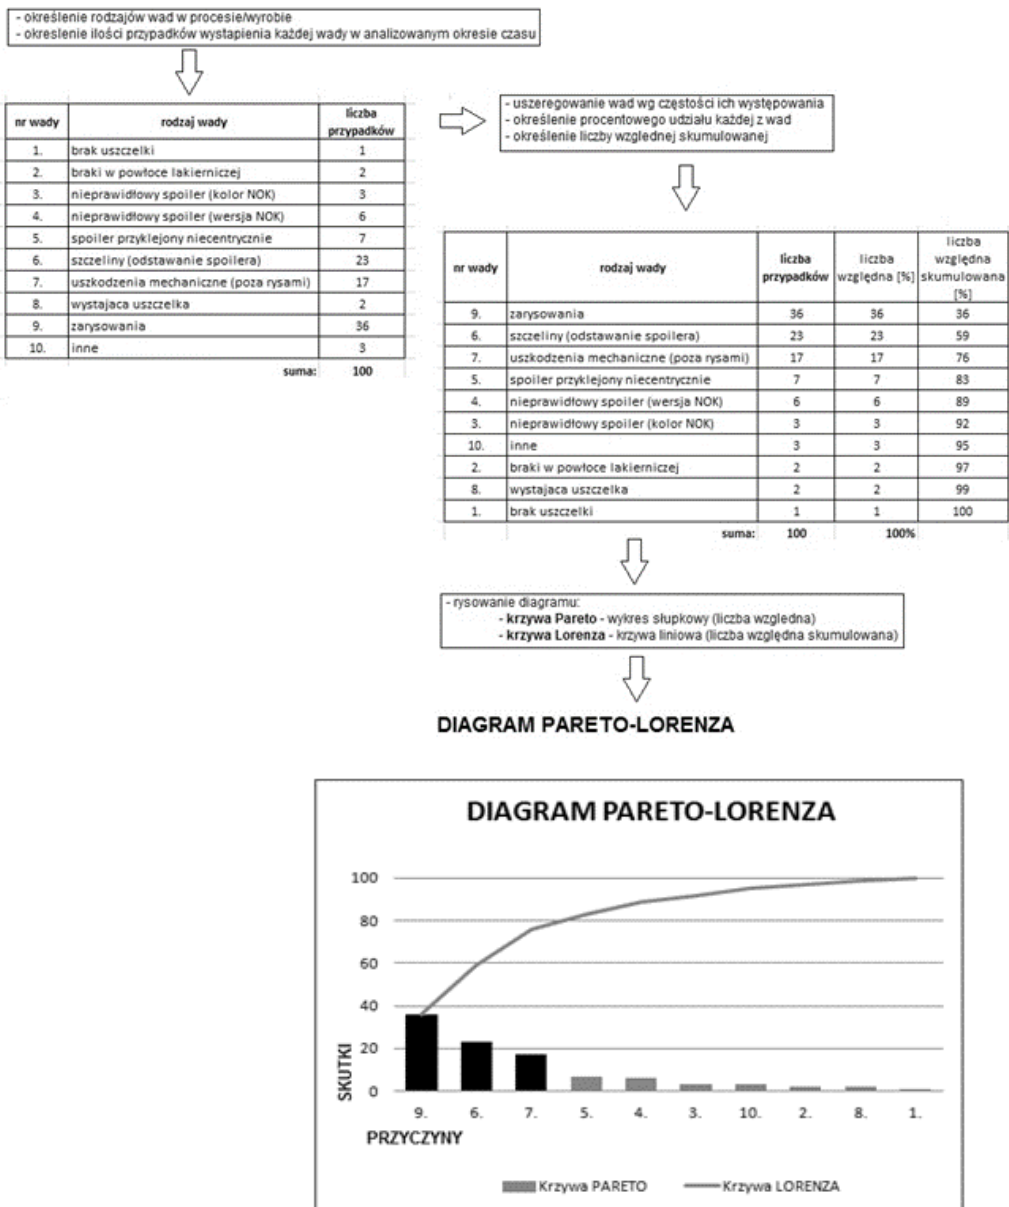 - określenie rodzajów wad w procesie/wyrobie
- okreslenie ilości przypadków wystapienia każdej wady w analizowanym okresie czasu
nr wady rodzaj wady liczba przypadków
1. brak uszczelki 1
2. braki w powłoce lakierniczej 2
3. nieprawidłowy spoiler (kolor NOK) 3
4. nieprawidłowy spoiler (wersja NOK) 6
5. spoiler przyklejony niecentrycznie 7
6. szczeliny (odstawanie spoilera) 23
7. uszkodzenia mechaniczne (poza rysami) 17
8. wystajaca uszczelka 2
9. zarysowania 36
10. inne 3
suma: 100
- uszeregowanie wad wg częstości ich występowania
- określenie procentowego udziału każdej z wad
- określenie liczby wzglednej skumulowanej
nr wady rodzaj wady liczba przypadków liczba względna [%] liczba względna skumulowana [%]
9. zarysowania 36 36 36
6. szczeliny (odstawanie spoilera) 23 23 59
7. uszkodzenia mechaniczne (poza rysami) 17 17 76
5. spoiler przyklejony niecentrycznie 7 7 83
4. nieprawidłowy spoiler (wersja NOK) 6 6 89
3. nieprawidłowy spoiler (kolor NOK) 3 3 92
10. inne 3 3 95
2. braki w powłoce lakierniczej 2 2 97
8. wystajaca uszczelka 2 2 99
1. brak uszczelki 1 1 100
suma: 100 100%
- rysowanie diagramu:
- krzywa Pareto - wykres słupkowy (liczba wzgledna)
- krzywa Lorenza - krzywa liniowa (liczba względna skumulowana)
DIAGRAM PARETO-LORENZA
DIAGRAM PARETO-LORENZA
100
80
60
40
20
0
SKUTKI
9. 6. 7. 5. 4. 3. 10. 2. 8. 1.
PRZYCZYNY
Krzywa PARETO Krzywa LORENZA